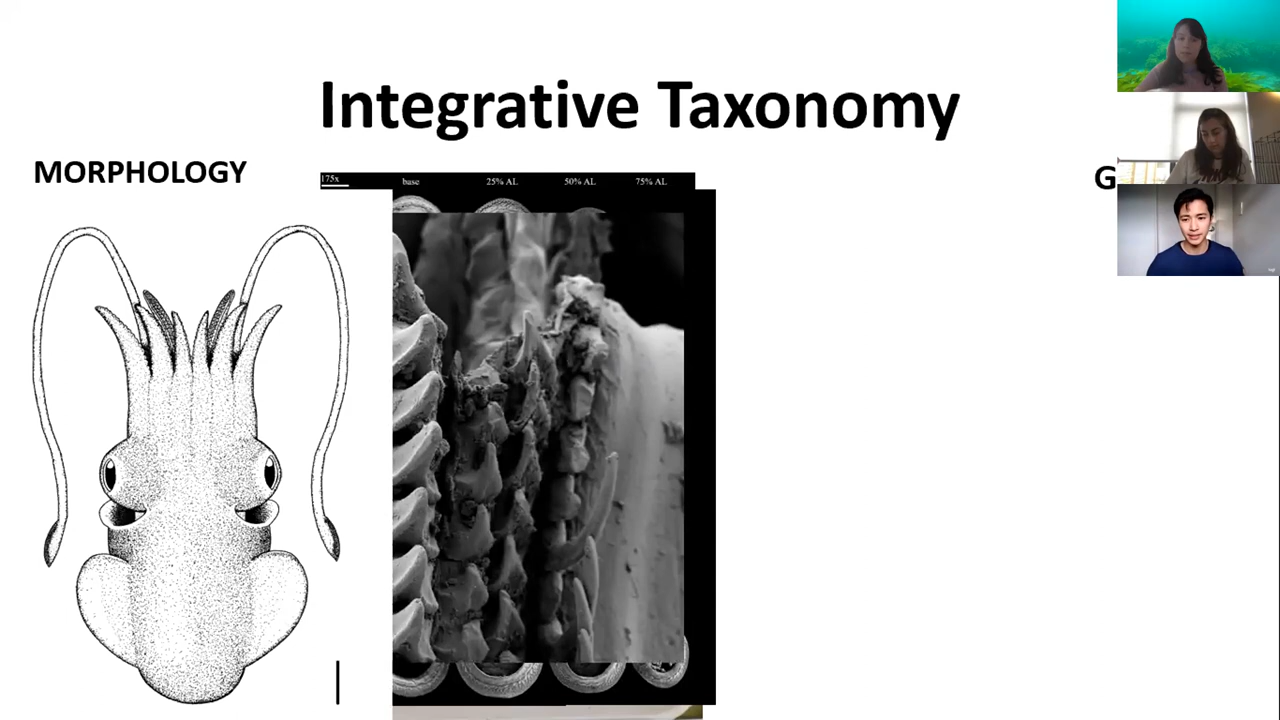 Integrative Taxonomy
MORPHOLOGY
G
175x base 25% AL 50% AL 75% AL